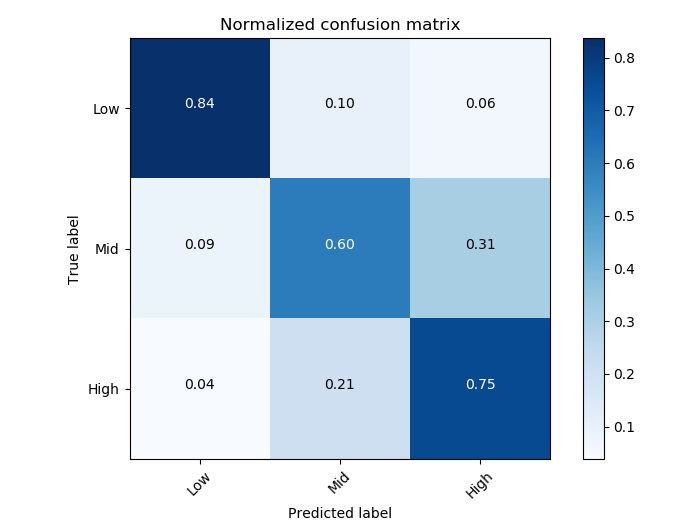 Normalized confusion matrix
Low 0.84 0.10 0.06
Mid 0.09 0.60 0.31
High 0.04 0.21 0.75
Low Mid High
True label
Predicted label
0.8
0.7
0.6
0.5
0.4
0.3
0.2
0.1